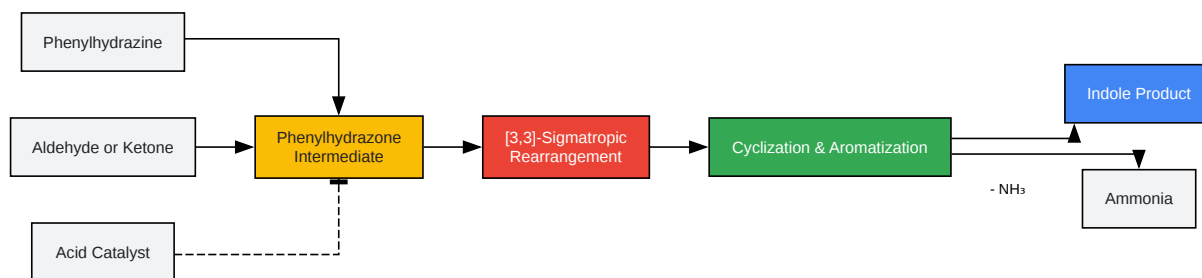 Phenylhydrazine
Aldehyde or Ketone
Acid Catalyst
Phenylhydrazone
Intermediate
[3,3]-Sigmatropic
Rearrangement
Cyclization & Aromatization
Indole Product
- NH₃
Ammonia